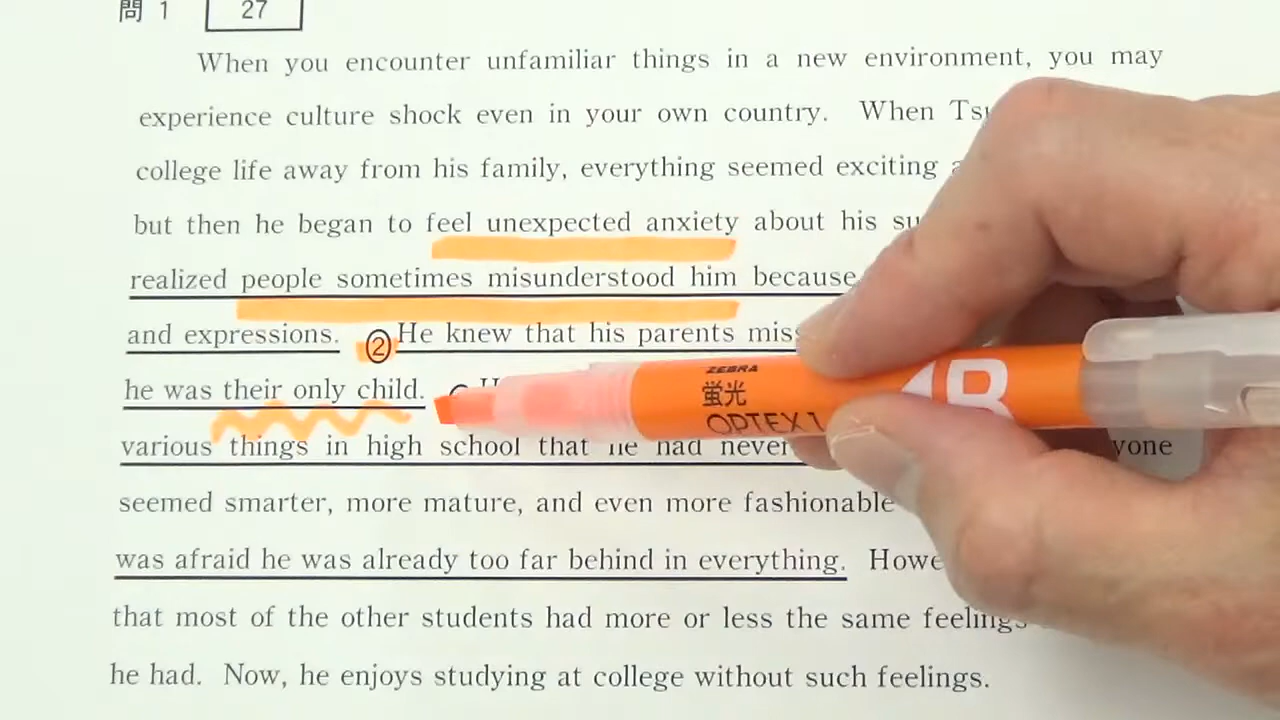 問 1 27
When you encounter unfamiliar things in a new environment, you may
experience culture shock even in your own country. When
college life away from his family, everything seemed exciting
but then he began to feel unexpected anxiety about his
realized people sometimes misunderstood him because
and expressions. ② He knew that his parents
he was their only child.
ZEBRA
蛍光
OPTEX 1
various things in high school that he had never
seemed smarter, more mature, and even more fashionable
was afraid he was already too far behind in everything.
that most of the other students had more or less the same feelings
he had. Now, he enjoys studying at college without such feelings.